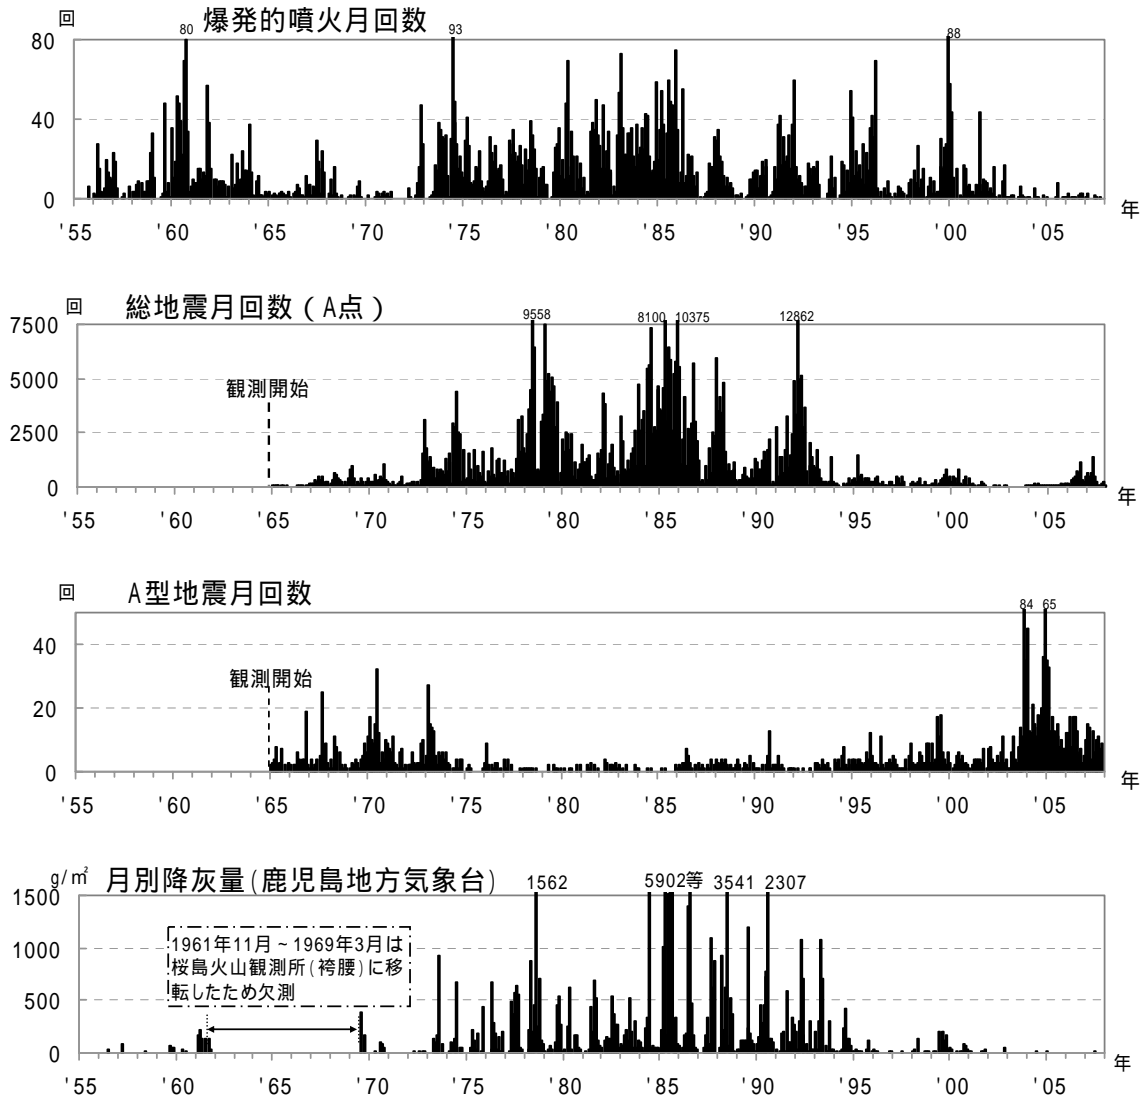 回 爆発的噴火月回数
80 93 88
80
40
0
'55 '60 '65 '70 '75 '80 '85 '90 '95 '00 '05 年
回 総地震月回数（A点）
9558 8100 10375 12862
7500
5000
観測開始
2500
0
'55 '60 '65 '70 '75 '80 '85 '90 '95 '00 '05 年
回 A型地震月回数
84 65
40
観測開始
20
0
'55 '60 '65 '70 '75 '80 '85 '90 '95 '00 '05 年
g/㎡ 月別降灰量(鹿児島地方気象台)
1562 5902等 3541 2307
1500
1000
1961年11月～1969年3月は
桜島火山観測所(袴腰)に移
転したため欠測
500
0
'55 '60 '65 '70 '75 '80 '85 '90 '95 '00 '05 年